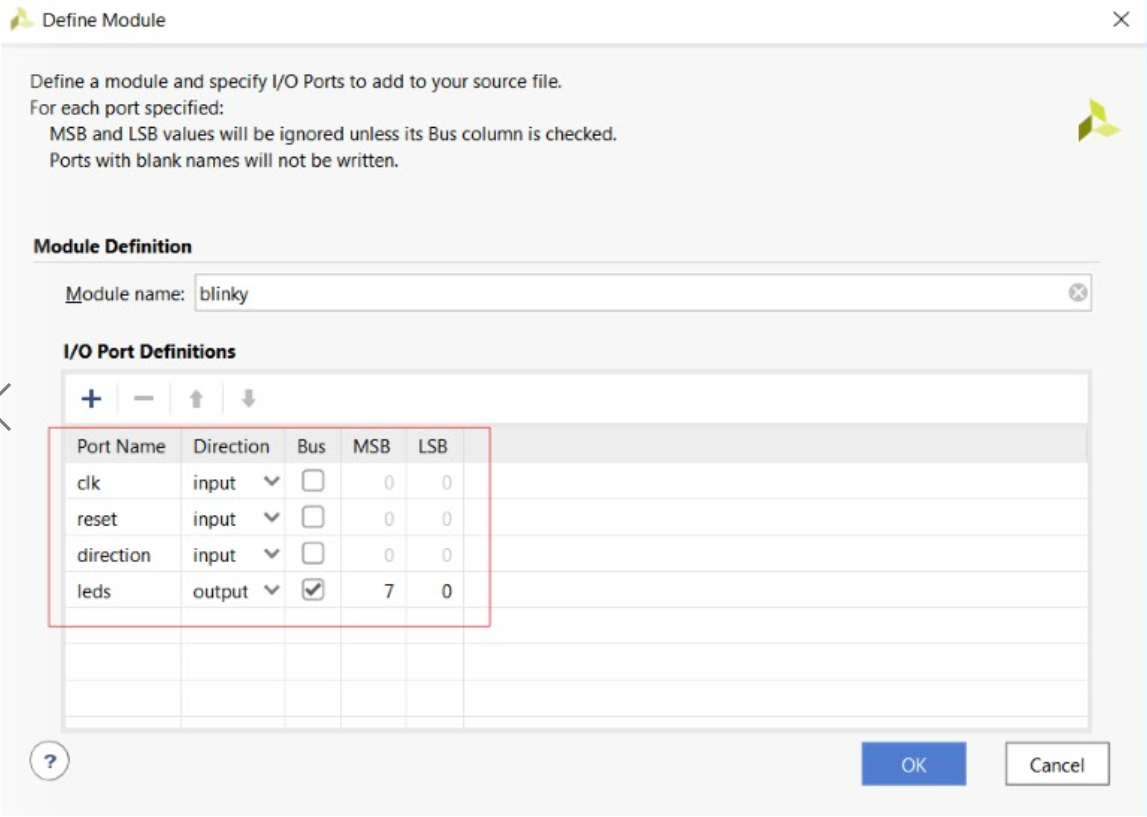 Define Module
Define a module and specify I/O Ports to add to your source file.
For each port specified:
MSB and LSB values will be ignored unless its Bus column is checked.
Ports with blank names will not be written.
Module Definition
Module name: blinky
I/O Port Definitions
Port Name Direction Bus MSB LSB
clk input 0 0
reset input 0 0
direction input 0 0
leds output 7 0
? OK Cancel